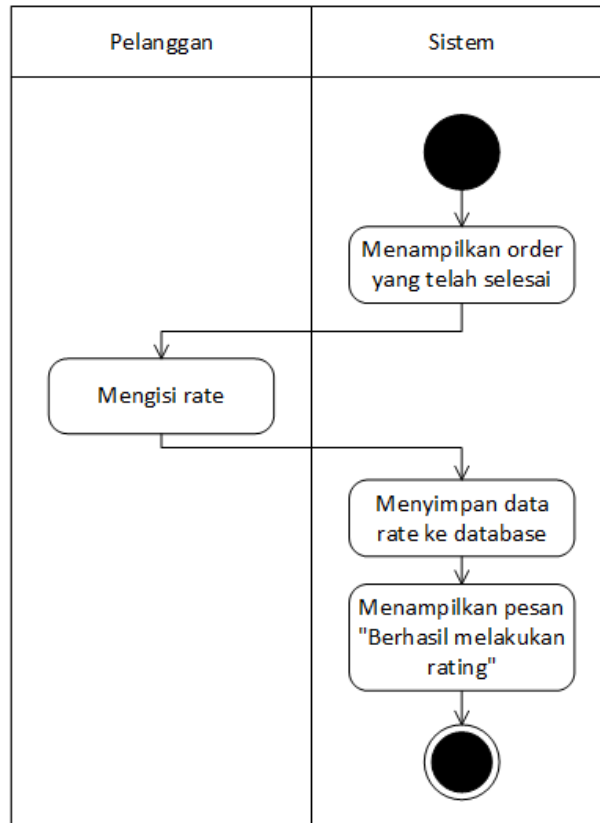 Pelanggan
Sistem
Menampilkan order
yang telah selesai
Mengisi rate
Menyimpan data
rate ke database
Menampilkan pesan
"Berhasil melakukan
rating"